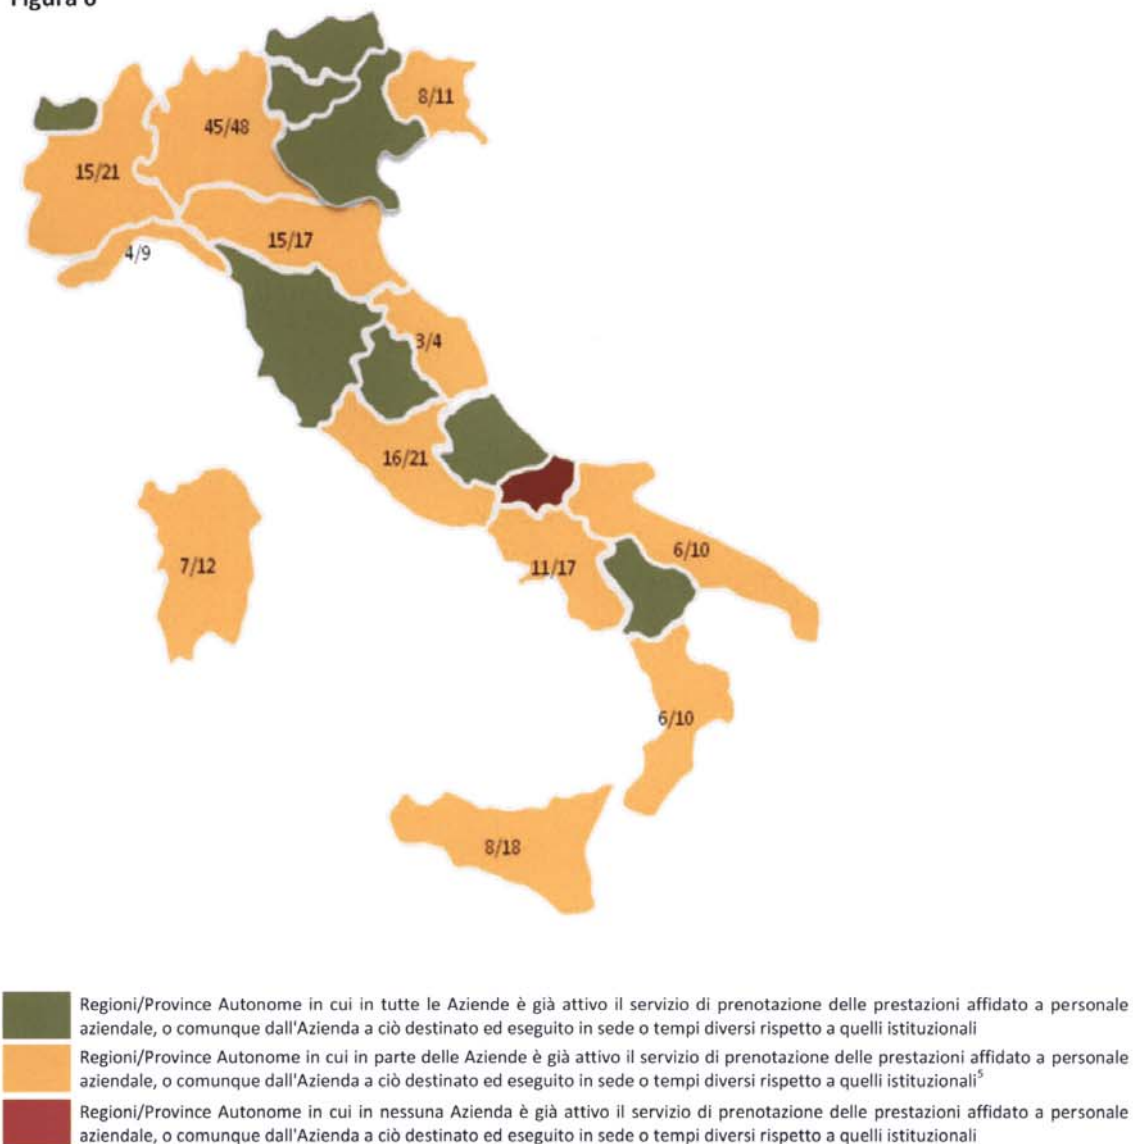 Figura 6
8/11
45/48
15/21
15/17
4/9
3/4
16/21
7/12
11/17
6/10
6/10
8/18
Regioni/Province Autonome in cui in tutte le Aziende è già attivo il servizio di prenotazione delle prestazioni affidato a personale
aziendale, o comunque dall'Azienda a ciò destinato ed eseguito in sede o tempi diversi rispetto a quelli istituzionali
Regioni/Province Autonome in cui in parte delle Aziende è già attivo il servizio di prenotazione delle prestazioni affidato a personale
aziendale, o comunque dall'Azienda a ciò destinato ed eseguito in sede o tempi diversi rispetto a quelli istituzionali⁵
Regioni/Province Autonome in cui in nessuna Azienda è già attivo il servizio di prenotazione delle prestazioni affidato a personale
aziendale, o comunque dall'Azienda a ciò destinato ed eseguito in sede o tempi diversi rispetto a quelli istituzionali